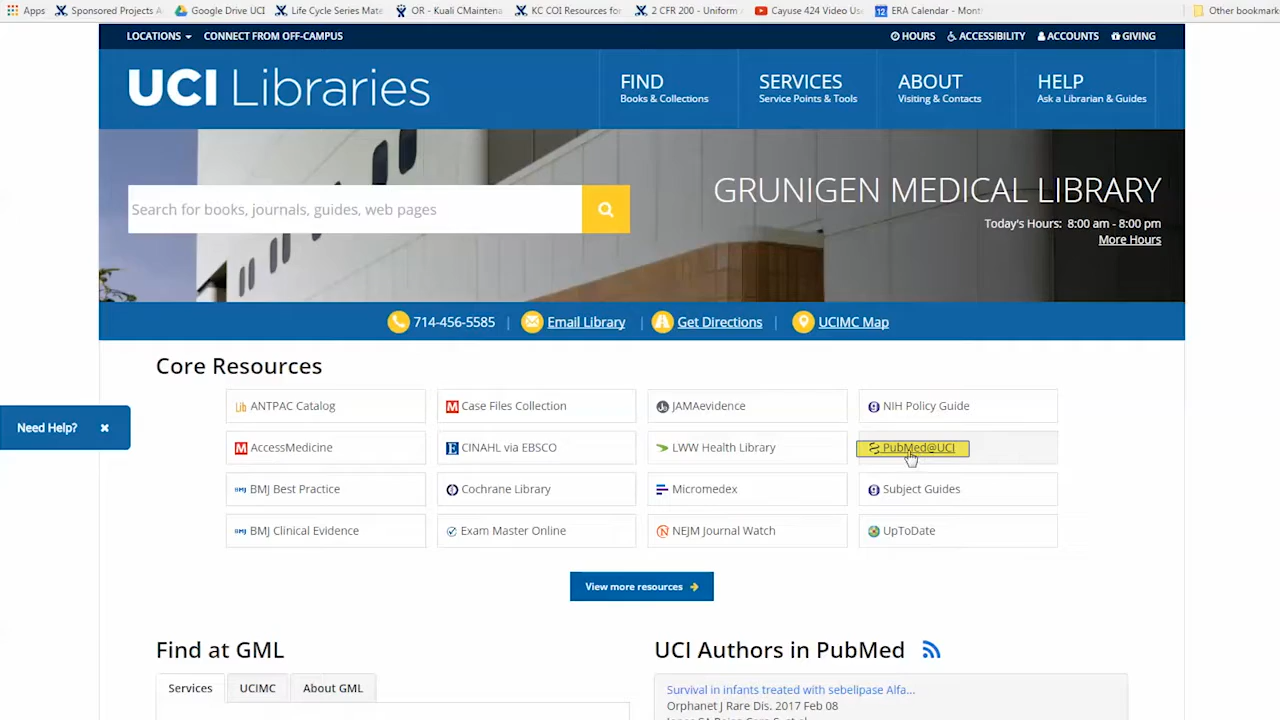 Apps Sponsored Projects A Google Drive UCI Life Cycle Series Mate OR - Kuali CMaintena KC COI Resources for 2 CFR 200 - Uniform A Cayuse 424 Video Use 12 ERA Calendar - Mont Other bookmark
LOCATIONS CONNECT FROM OFF-CAMPUS HOURS ACCESSIBILITY ACCOUNTS GIVING
UCI Libraries
FIND SERVICES ABOUT HELP
Books & Collections Service Points & Tools Visiting & Contacts Ask a Librarian & Guides
Search for books, journals, guides, web pages
GRUNIGEN MEDICAL LIBRARY
Today's Hours: 8:00 am - 8:00 pm
More Hours
714-456-5585 | Email Library | Get Directions | UCIMC Map
Core Resources
Lib ANTPAC Catalog M Case Files Collection JAMAevidence NIH Policy Guide
Need Help? ×
M AccessMedicine E CINAHL via EBSCO LWW Health Library PubMed@UCI
BMJ BMJ Best Practice Cochrane Library Micromedex Subject Guides
BMJ BMJ Clinical Evidence Exam Master Online N NEJM Journal Watch UpToDate
View more resources
Find at GML
Services UCIMC About GML
UCI Authors in PubMed
Survival in infants treated with sebelipase Alfa...
Orphanet J Rare Dis. 2017 Feb 08